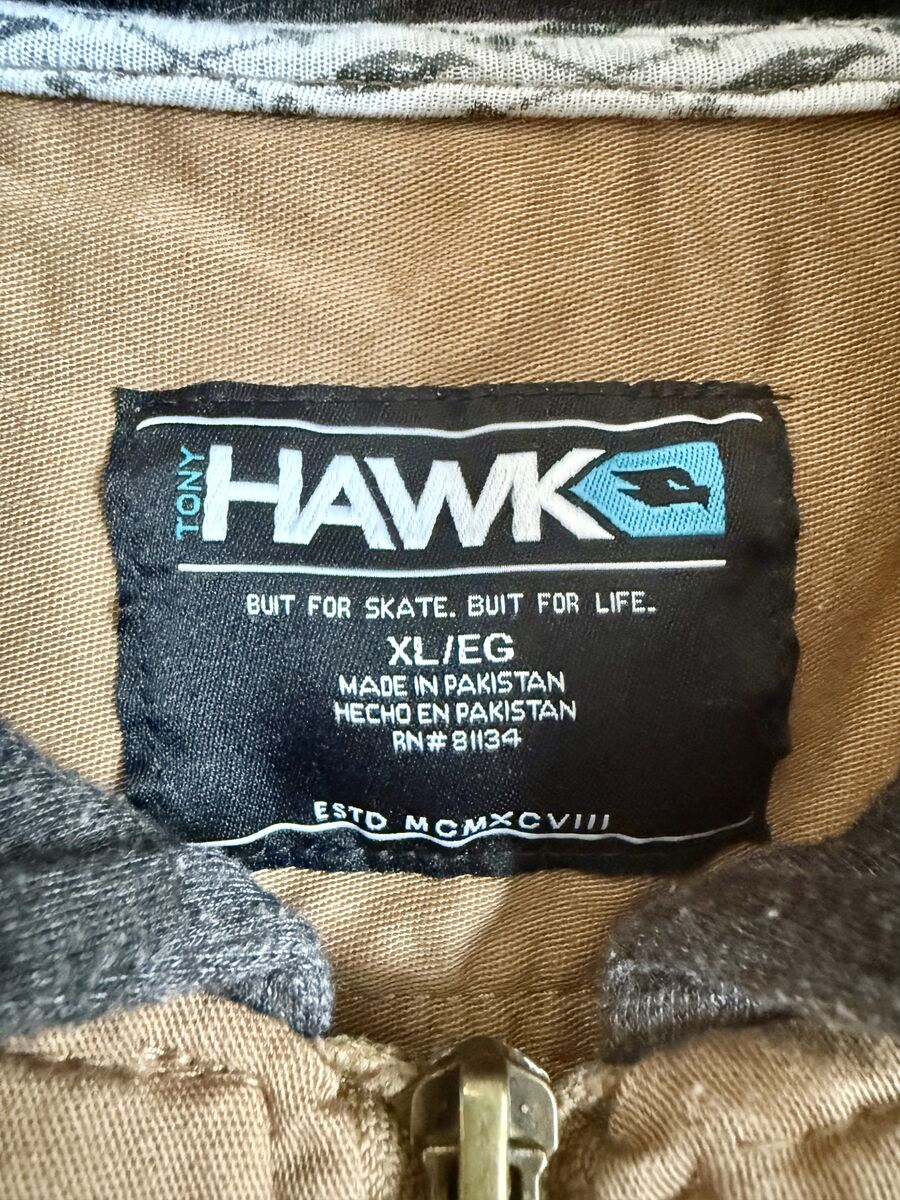 TONY HAWK
BUIT FOR SKATE. BUIT FOR LIFE.
XL/EG
MADE IN PAKISTAN
HECHO EN PAKISTAN
RN# 81134
ESTD MCMXCVIII